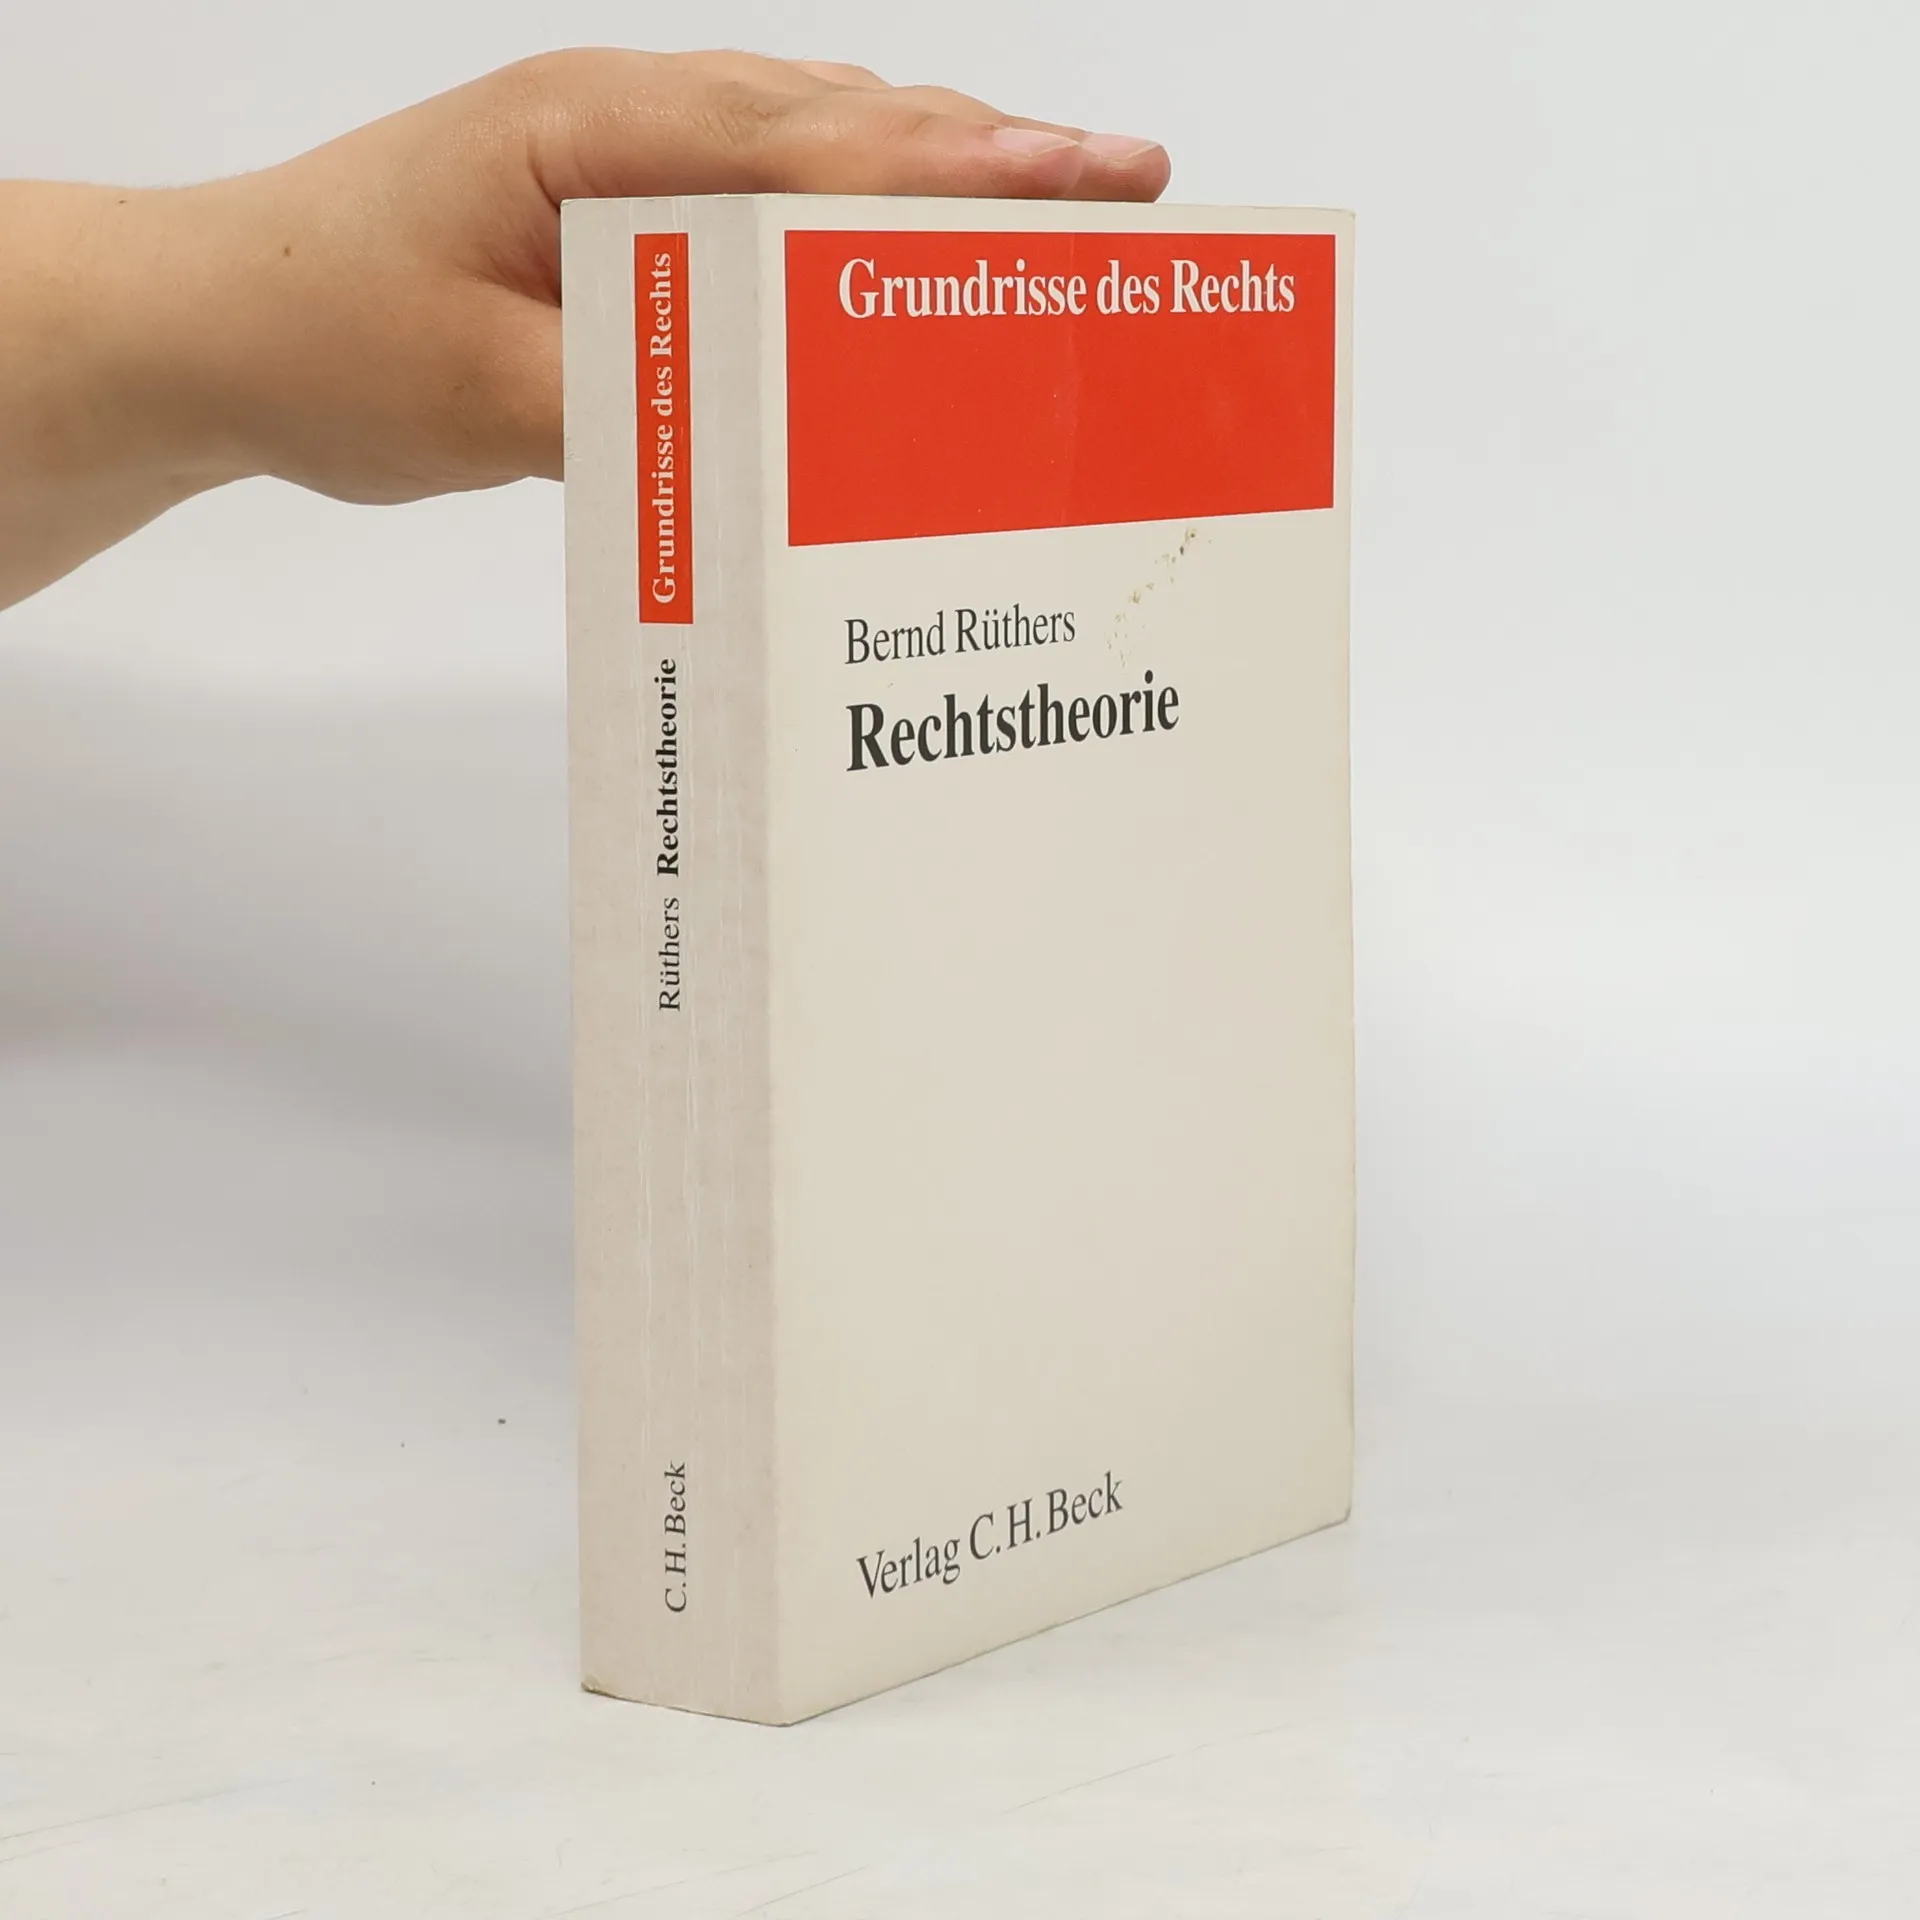 Grundrisse des Rechts
Bernd Rüthers
Rechtstheorie
Verlag C. H. Beck
Rüthers Rechtstheorie Grundrisse des Rechts
C. H. Beck